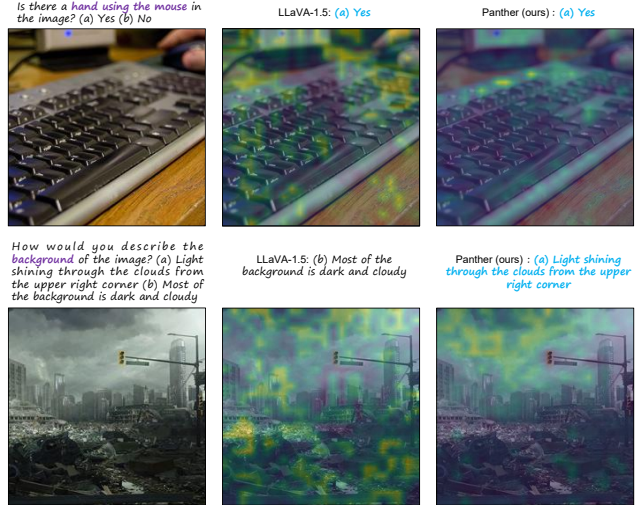 Is there a hand using the mouse in
the image? (a) Yes (b) No
LLaVA-1.5: (a) Yes
Panther (ours) : (a) Yes
How would you describe the
background of the image? (a) Light
shining through the clouds from
the upper right corner (b) Most of
the background is dark and cloudy
LLaVA-1.5: (b) Most of the
background is dark and cloudy
Panther (ours) : (a) Light shining
through the clouds from the upper
right corner